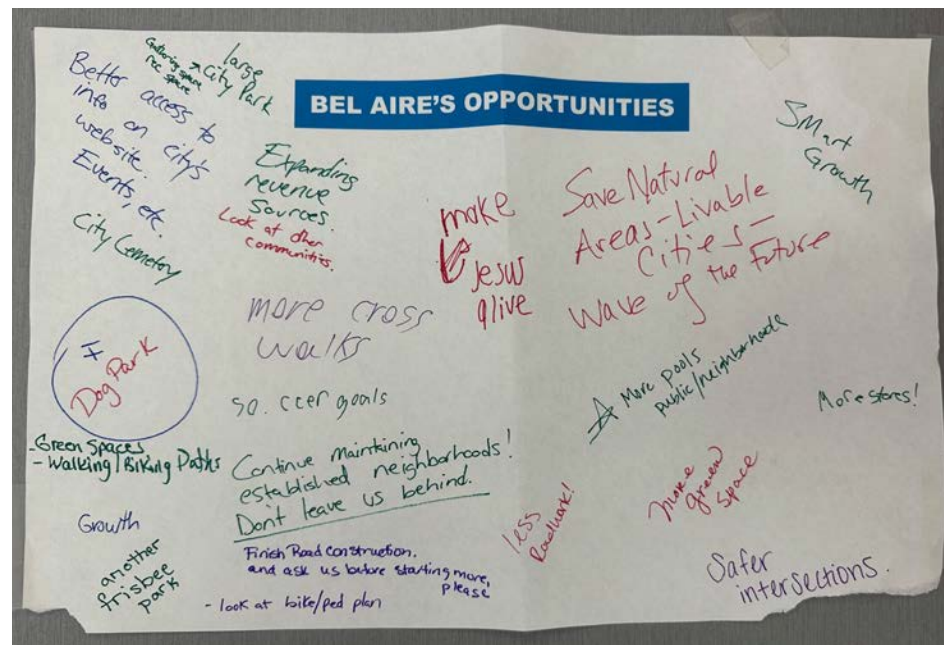 BEL AIRE'S OPPORTUNITIES
large
City Park
Gathering space
rec space
Better access to
info on city's
website.
Events, etc.
City Cemetery
Expanding
revenue
Sources.
Look at other
communities.
make
Jesus
alive
Save Natural
Areas-Livable
Cities-
Wave of the Future
Smart
Growth
more cross
walks
Dog Park
so. ccer goals
More pools
public/neighborhoods
More stores!
-Green Spaces
- Walking/Biking Paths
Continue Maintining
established neighborhoods!
Don't leave us behind.
less
Roadwork!
more
green
space
Growth
another
frisbee
park
Finish Road construction.
and ask us before starting more,
please
- look at bike/ped plan
Safer
intersections.